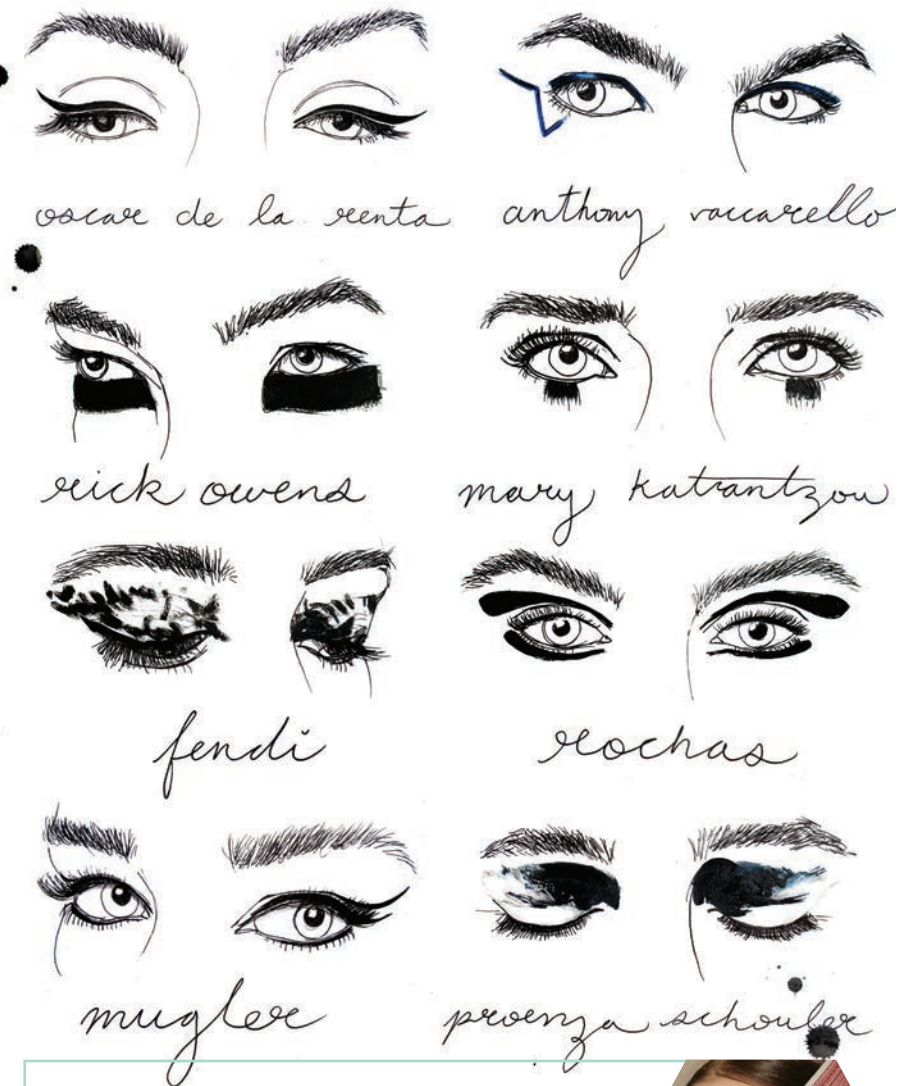 oscar de la renta
anthony vaccarello
rick owens
mary katrantzou
fendi
rochas
mugler
proenza schouler